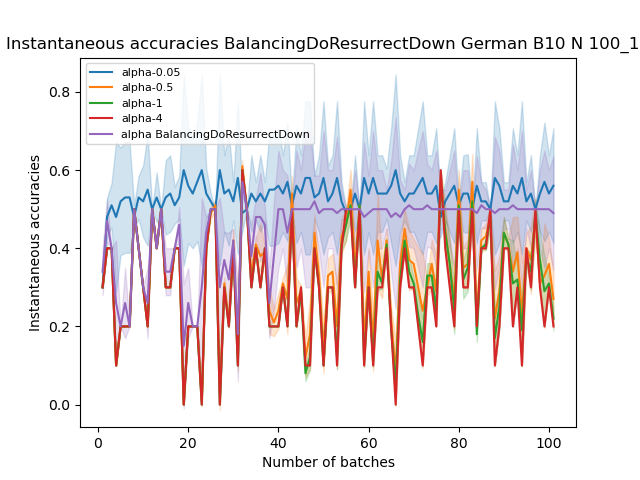 Instantaneous accuracies BalancingDoResurrectDown German B10 N 100_1
alpha-0.05
alpha-0.5
alpha-1
alpha-4
alpha BalancingDoResurrectDown
Instantaneous accuracies
0.8
0.6
0.4
0.2
0.0
0 20 40 60 80 100
Number of batches